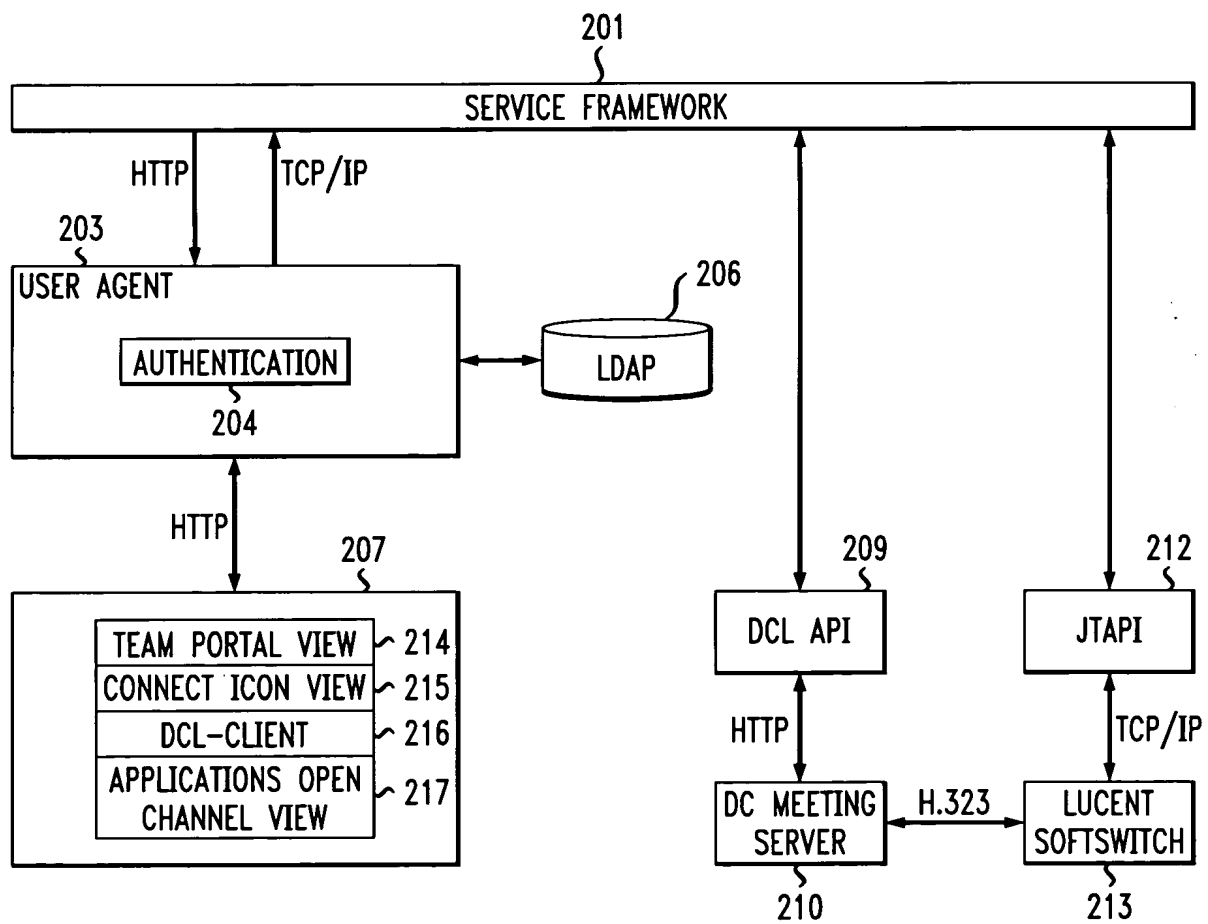 201
SERVICE FRAMEWORK
HTTP
TCP/IP
203
USER AGENT
AUTHENTICATION
204
206
LDAP
HTTP
207
TEAM PORTAL VIEW
214
CONNECT ICON VIEW
215
DCL-CLIENT
216
APPLICATIONS OPEN
CHANNEL VIEW
217
209
DCL API
212
JTAPI
HTTP
TCP/IP
DC MEETING
SERVER
210
H.323
LUCENT
SOFTSWITCH
213